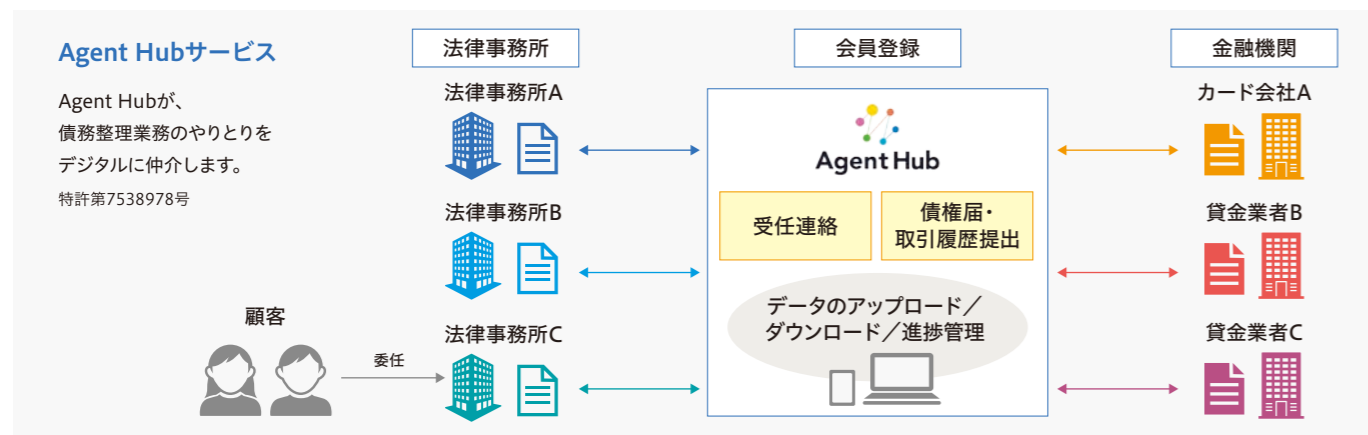 Agent Hubサービス
Agent Hubが、
債務整理業務のやりとりを
デジタルに仲介します。
特許第7538978号
顧客
委任
法律事務所
法律事務所A
法律事務所B
法律事務所C
会員登録
Agent Hub
受任連絡
債権届・
取引履歴提出
データのアップロード／
ダウンロード／進捗管理
金融機関
カード会社A
貸金業者B
貸金業者C